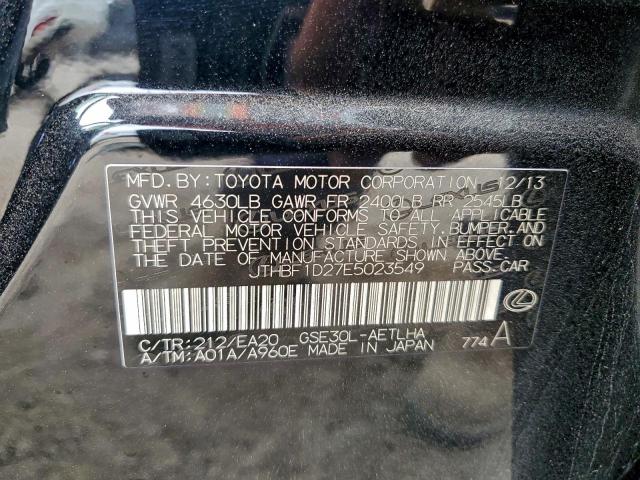 MFD. BY: TOYOTA MOTOR CORPORATION 12/13
GVWR 4630LB GAWR FR 2400LB RR 2545LB
THIS VEHICLE CONFORMS TO ALL APPLICABLE
FEDERAL MOTOR VEHICLE SAFETY, BUMPER, AND
THEFT PREVENTION STANDARDS IN EFFECT ON
THE DATE OF MANUFACTURE SHOWN ABOVE.
JTHBF1D27E5023549 PASS. CAR
C/TR: 212/EA20 GSE30L-AETLHA
A/TM: A01A/A960E MADE IN JAPAN 774 A